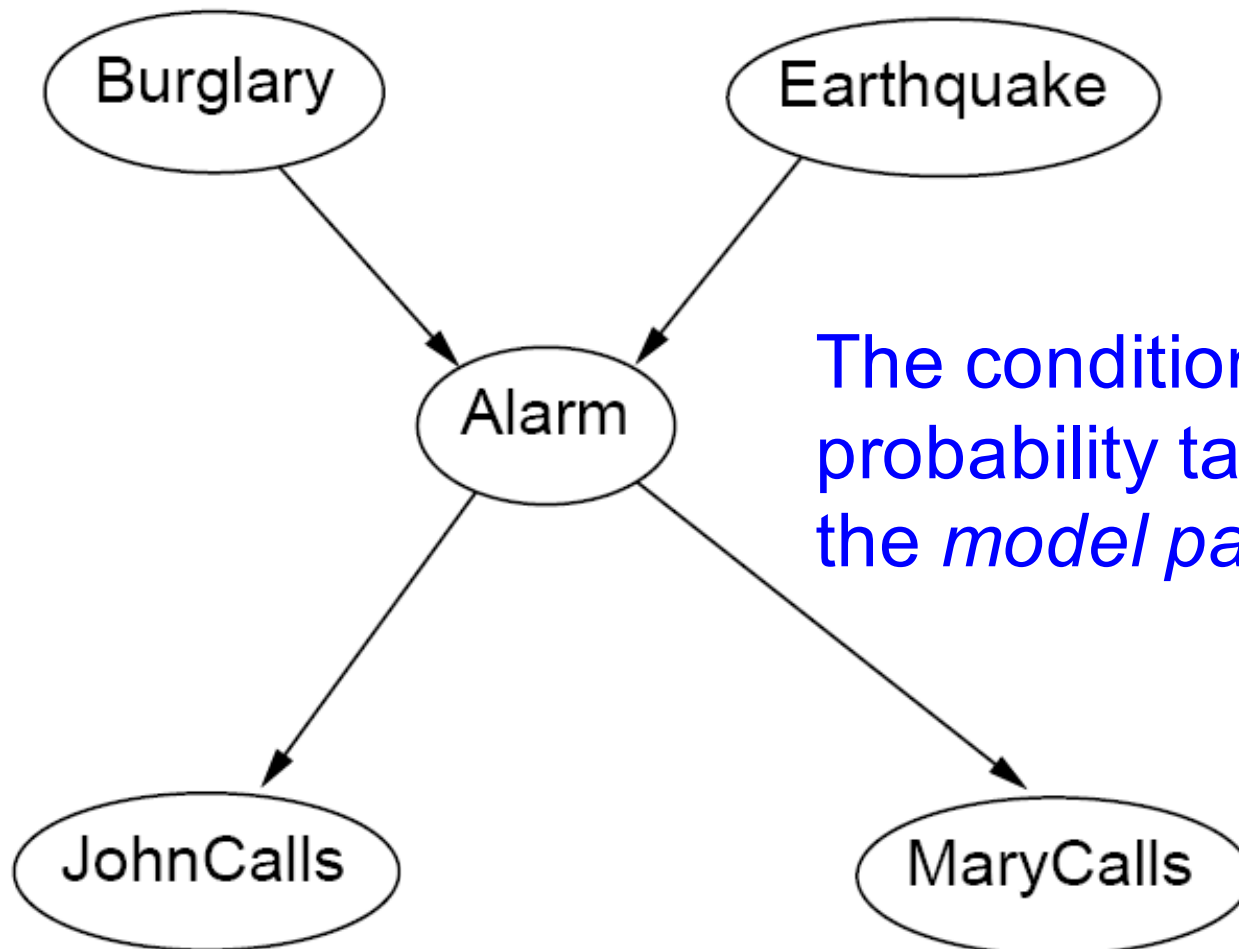 Burglary
Earthquake
Alarm
The condition
probability ta
the model pa
JohnCalls
MaryCalls